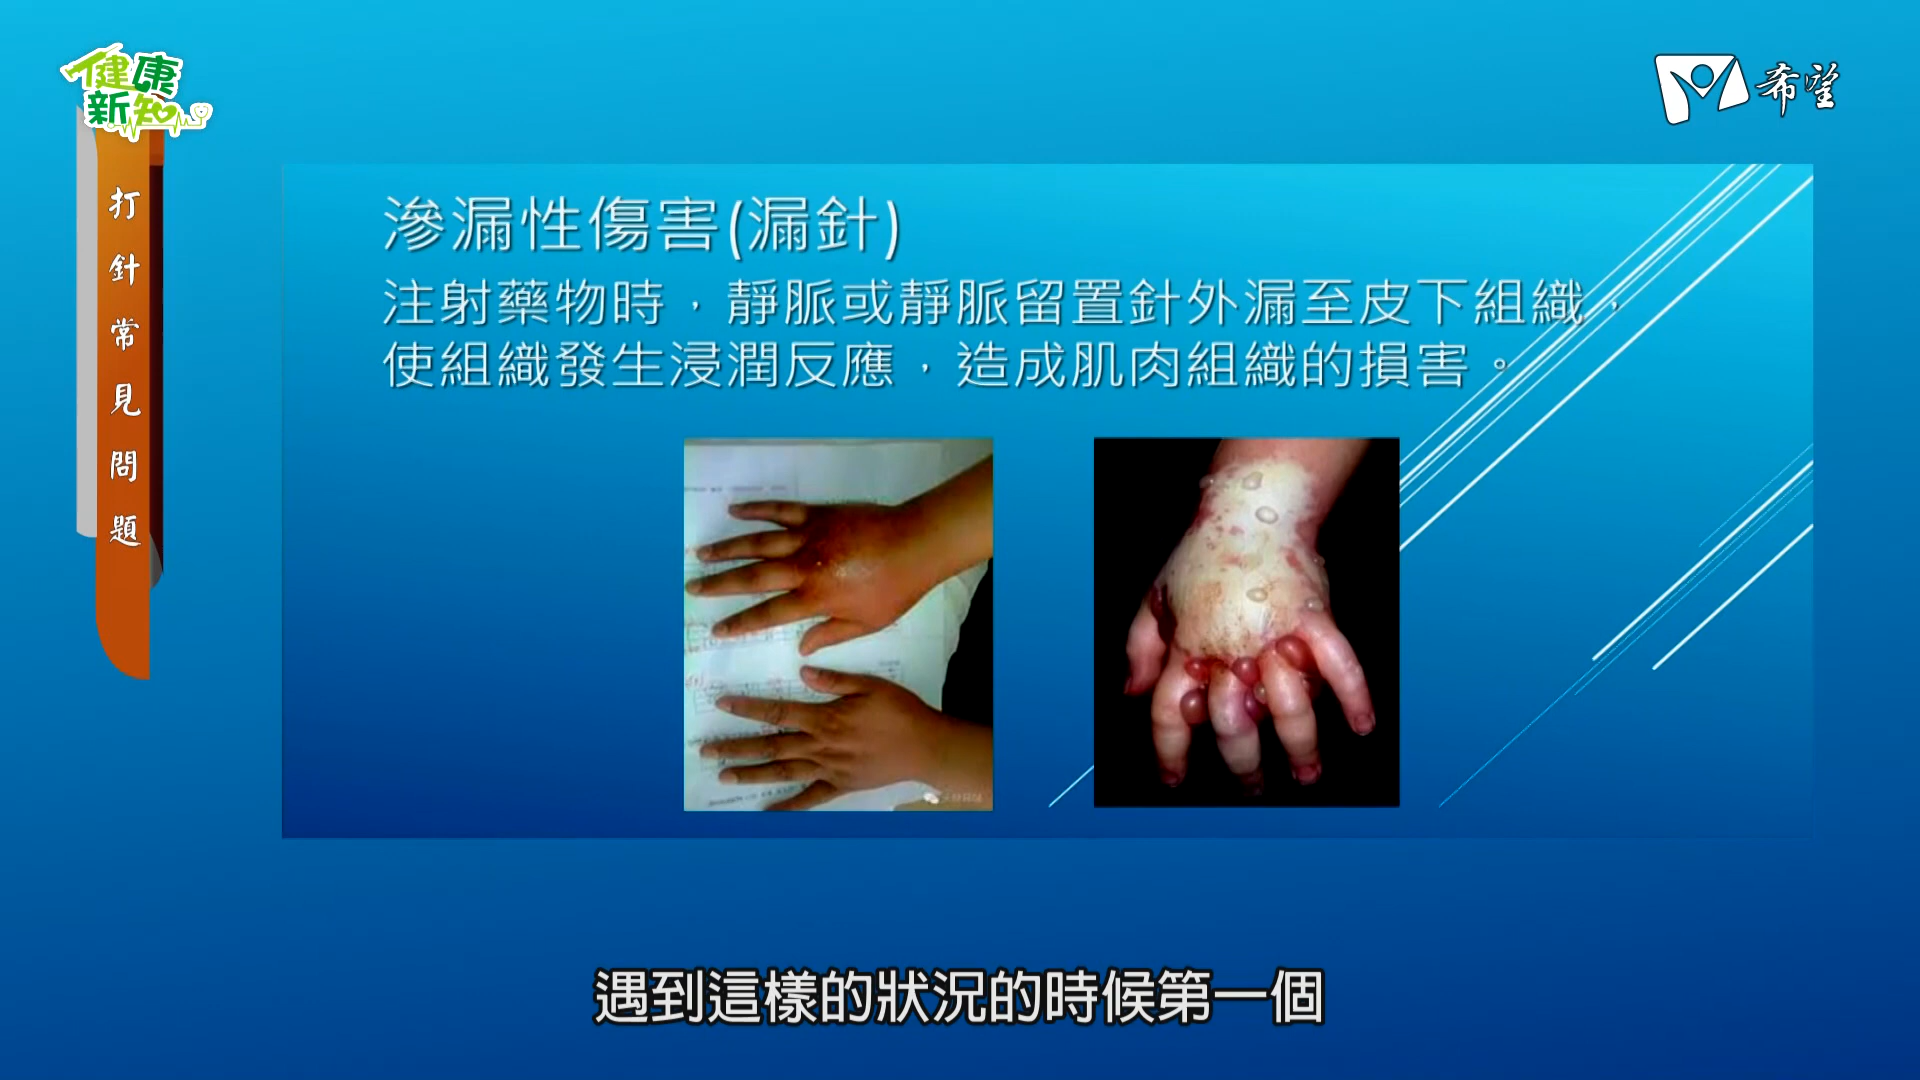 健康
新知
希望
打針常見問題
滲漏性傷害(漏針)
注射藥物時，靜脈或靜脈留置針外漏至皮下組織，
使組織發生浸潤反應，造成肌肉組織的損害。
遇到這樣的狀況的時候第一個